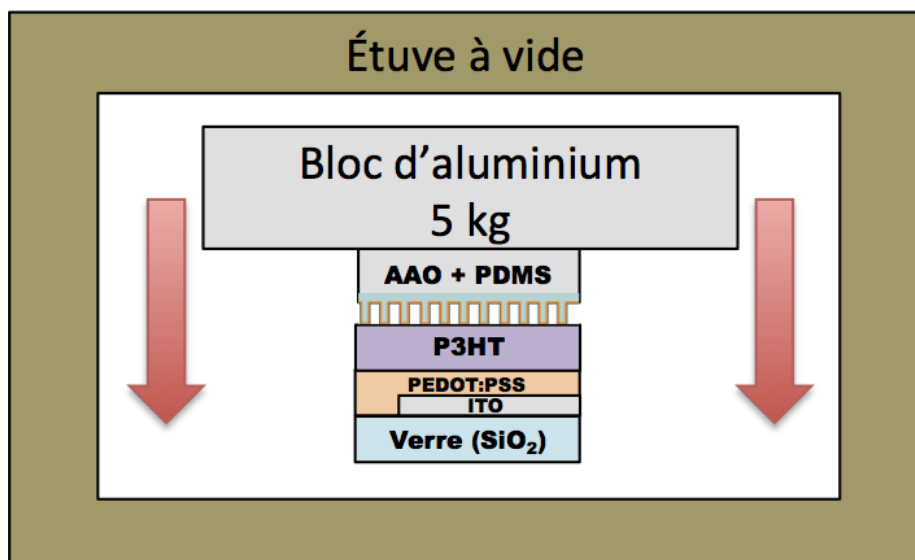 Étuve à vide
Bloc d’aluminium
5 kg
AAO + PDMS
P3HT
PEDOT:PSS
ITO
Verre (SiO₂)